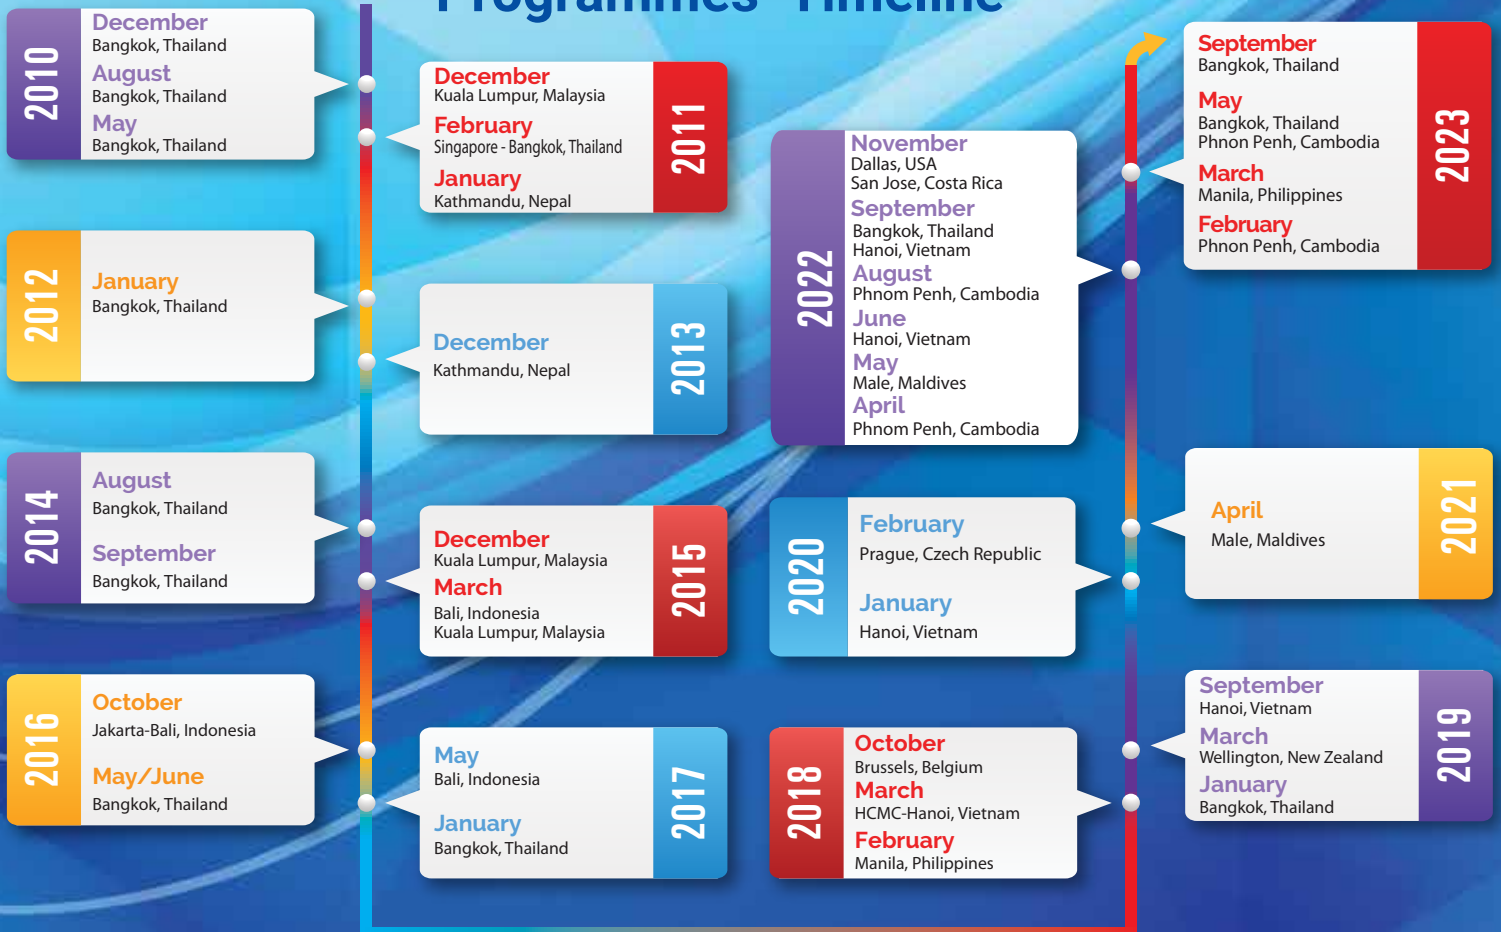 Programmes' Timeline
2010
December
Bangkok, Thailand
August
Bangkok, Thailand
May
Bangkok, Thailand
2011
December
Kuala Lumpur, Malaysia
February
Singapore - Bangkok, Thailand
January
Kathmandu, Nepal
2012
January
Bangkok, Thailand
2013
December
Kathmandu, Nepal
2014
August
Bangkok, Thailand
September
Bangkok, Thailand
2015
December
Kuala Lumpur, Malaysia
March
Bali, Indonesia
Kuala Lumpur, Malaysia
2016
October
Jakarta-Bali, Indonesia
May/June
Bangkok, Thailand
2017
May
Bali, Indonesia
January
Bangkok, Thailand
2018
October
Brussels, Belgium
March
HCMC-Hanoi, Vietnam
February
Manila, Philippines
2019
September
Hanoi, Vietnam
March
Wellington, New Zealand
January
Bangkok, Thailand
2020
February
Prague, Czech Republic
January
Hanoi, Vietnam
2021
April
Male, Maldives
2022
November
Dallas, USA
San Jose, Costa Rica
September
Bangkok, Thailand
Hanoi, Vietnam
August
Phnom Penh, Cambodia
June
Hanoi, Vietnam
May
Male, Maldives
April
Phnom Penh, Cambodia
2023
September
Bangkok, Thailand
May
Bangkok, Thailand
Phnon Penh, Cambodia
March
Manila, Philippines
February
Phnon Penh, Cambodia